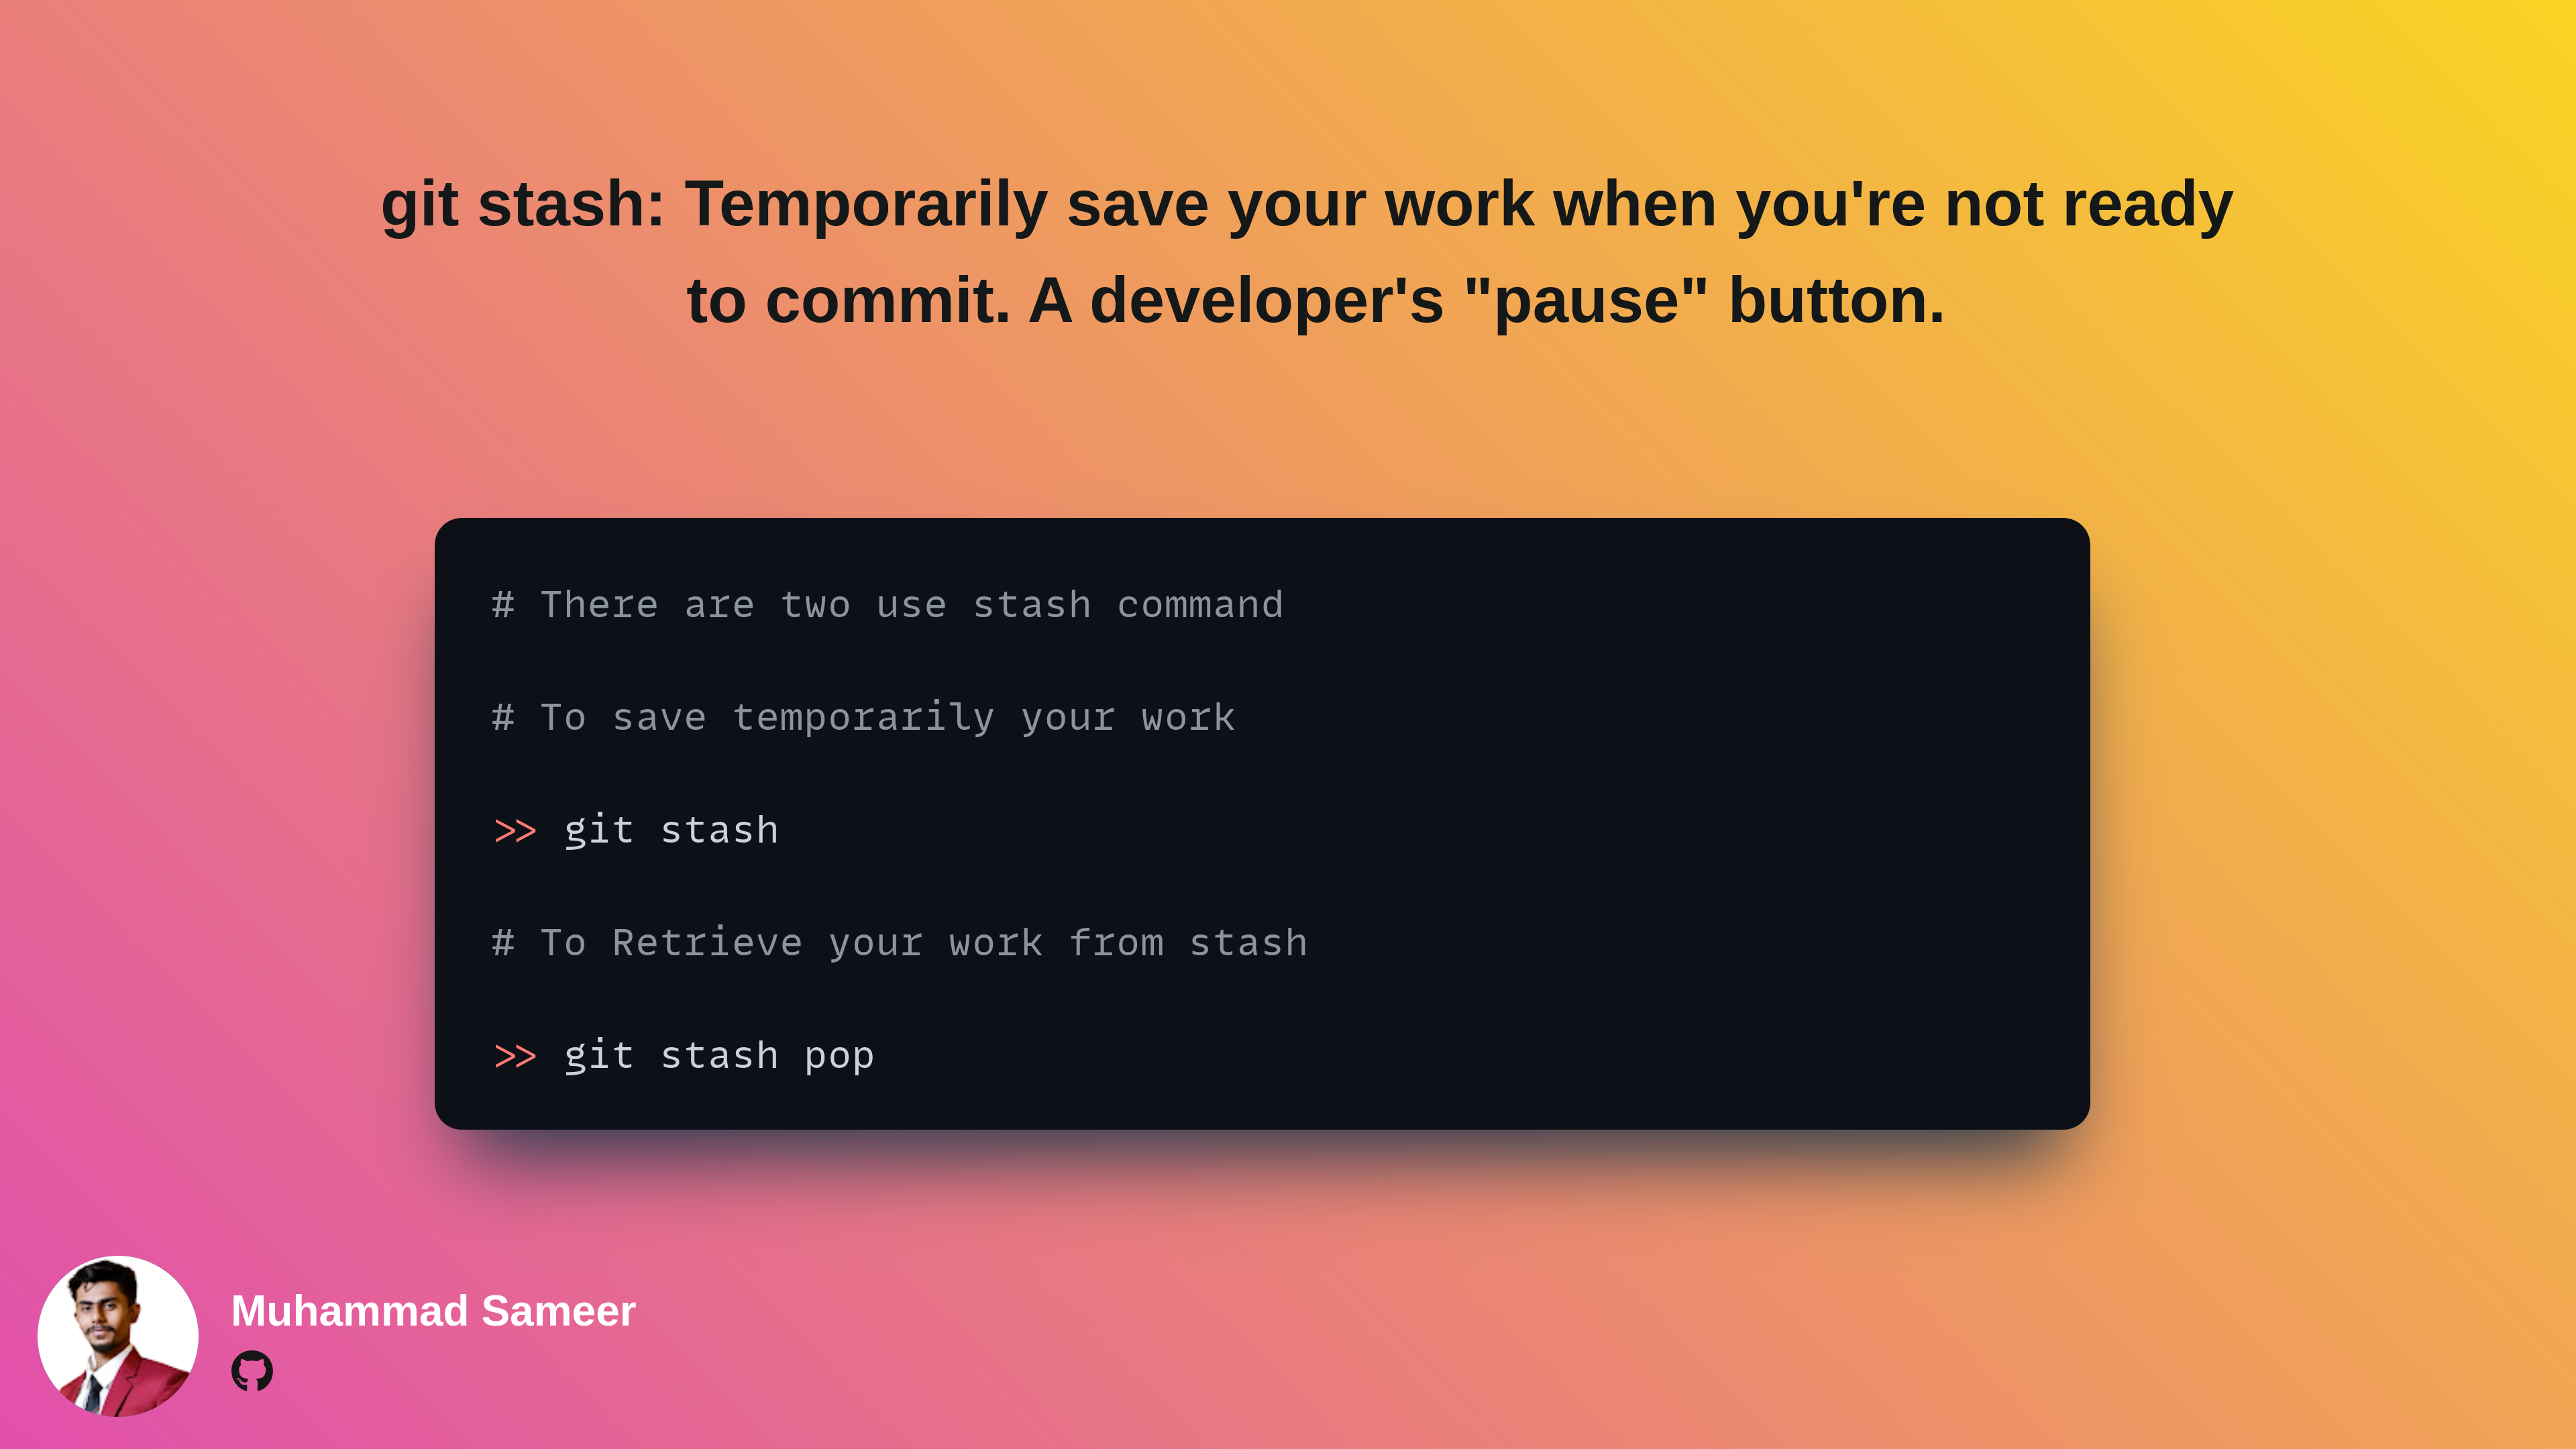 git stash: Temporarily save your work when you're not ready
to commit. A developer's "pause" button.
# There are two use stash command
# To save temporarily your work
>> git stash
# To Retrieve your work from stash
>> git stash pop
Muhammad Sameer